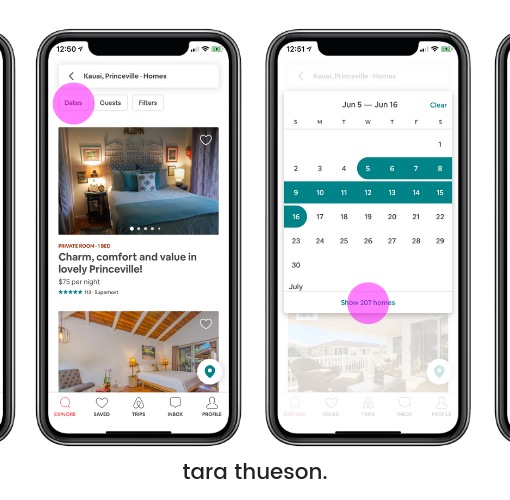 12:50
Kauai, Princeville · Homes
Dates
Guests
Filters
PRIVATE ROOM · 1 BED
Charm, comfort and value in
lovely Princeville!
$75 per night
113 · Superhost
EXPLORE
SAVED
TRIPS
INBOX
PROFILE
12:51
Kauai, Princeville · Homes
Jun 5 — Jun 16
Clear
S M T W T F S
1
2 3 4 5 6 7 8
9 10 11 12 13 14 15
16 17 18 19 20 21 22
23 24 25 26 27 28 29
30
July
Show 207 homes
EXPLORE
SAVED
TRIPS
INBOX
PROFILE
tara thueson.